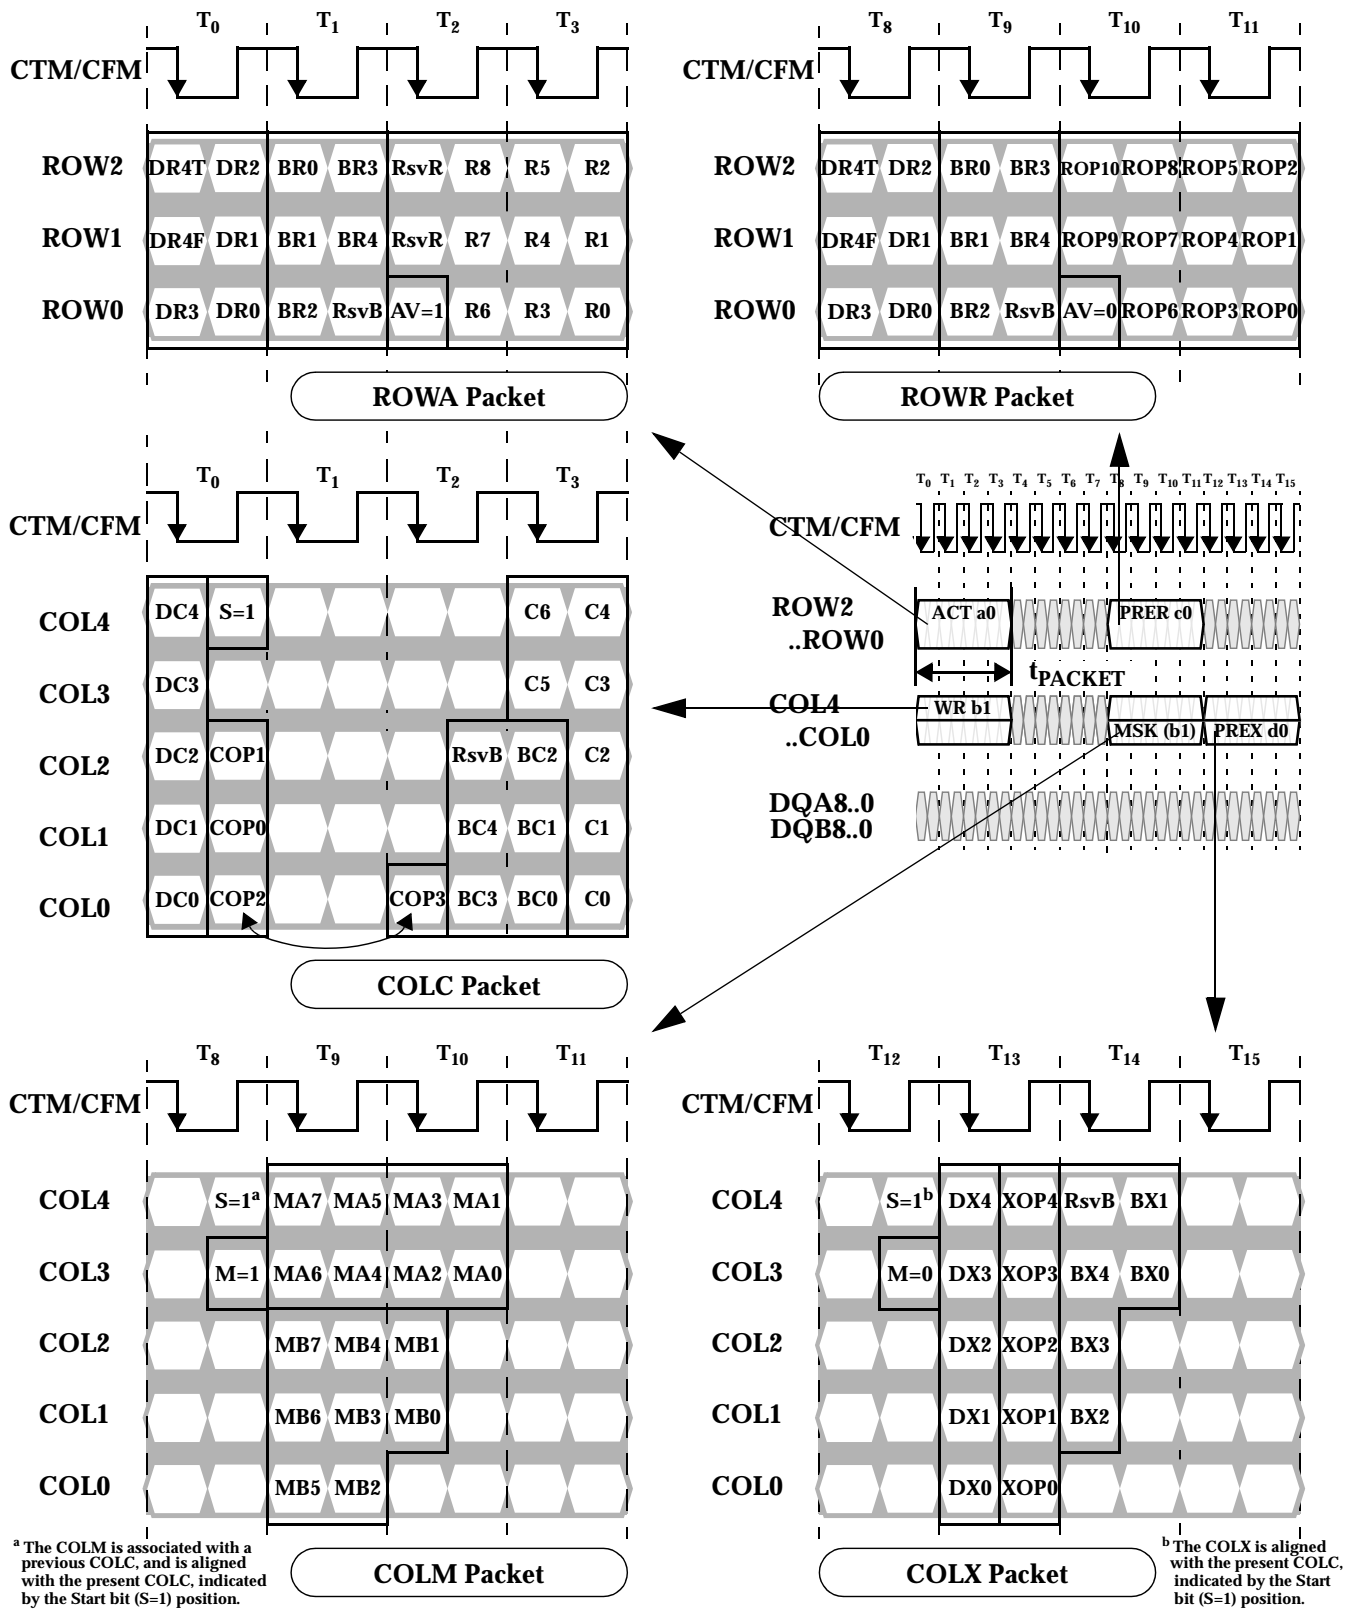 T0 T1 T2 T3
CTM/CFM
ROW2 DR4T DR2 BR0 BR3 RsvR R8 R5 R2
ROW1 DR4F DR1 BR1 BR4 RsvR R7 R4 R1
ROW0 DR3 DR0 BR2 RsvB AV=1 R6 R3 R0
ROWA Packet
T8 T9 T10 T11
CTM/CFM
ROW2 DR4T DR2 BR0 BR3 ROP10 ROP8 ROP5 ROP2
ROW1 DR4F DR1 BR1 BR4 ROP9 ROP7 ROP4 ROP1
ROW0 DR3 DR0 BR2 RsvB AV=0 ROP6 ROP3 ROP0
ROWR Packet
T0 T1 T2 T3
CTM/CFM
COL4 DC4 S=1 C6 C4
COL3 DC3 C5 C3
COL2 DC2 COP1 RsvB BC2 C2
COL1 DC1 COP0 BC4 BC1 C1
COL0 DC0 COP2 COP3 BC3 BC0 C0
COLC Packet
T0 T1 T2 T3 T4 T5 T6 T7 T8 T9 T10 T11 T12 T13 T14 T15
CTM/CFM
ROW2 ACT a0 PRER c0
..ROW0
tPACKET
COL4 WR b1
..COL0 MSK (b1) PREX d0
DQA8..0
DQB8..0
T8 T9 T10 T11
CTM/CFM
COL4 S=1a MA7 MA5 MA3 MA1
COL3 M=1 MA6 MA4 MA2 MA0
COL2 MB7 MB4 MB1
COL1 MB6 MB3 MB0
COL0 MB5 MB2
COLM Packet
a The COLM is associated with a
previous COLC, and is aligned
with the present COLC, indicated
by the Start bit (S=1) position.
T12 T13 T14 T15
CTM/CFM
COL4 S=1b DX4 XOP4 RsvB BX1
COL3 M=0 DX3 XOP3 BX4 BX0
COL2 DX2 XOP2 BX3
COL1 DX1 XOP1 BX2
COL0 DX0 XOP0
COLX Packet
b The COLX is aligned
with the present COLC,
indicated by the Start
bit (S=1) position.